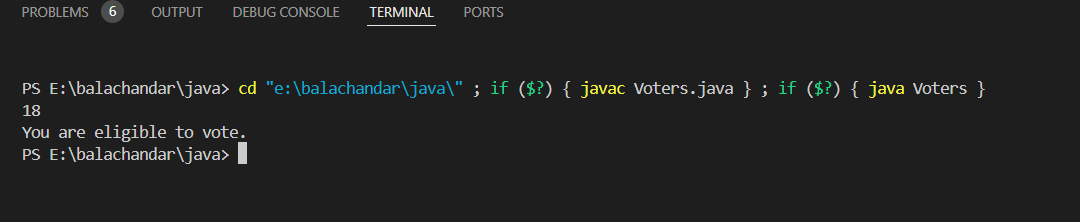 PROBLEMS 6 OUTPUT DEBUG CONSOLE TERMINAL PORTS
PS E:\balachandar\java> cd "e:\balachandar\java\" ; if ($?) { javac Voters.java } ; if ($?) { java Voters }
18
You are eligible to vote.
PS E:\balachandar\java>